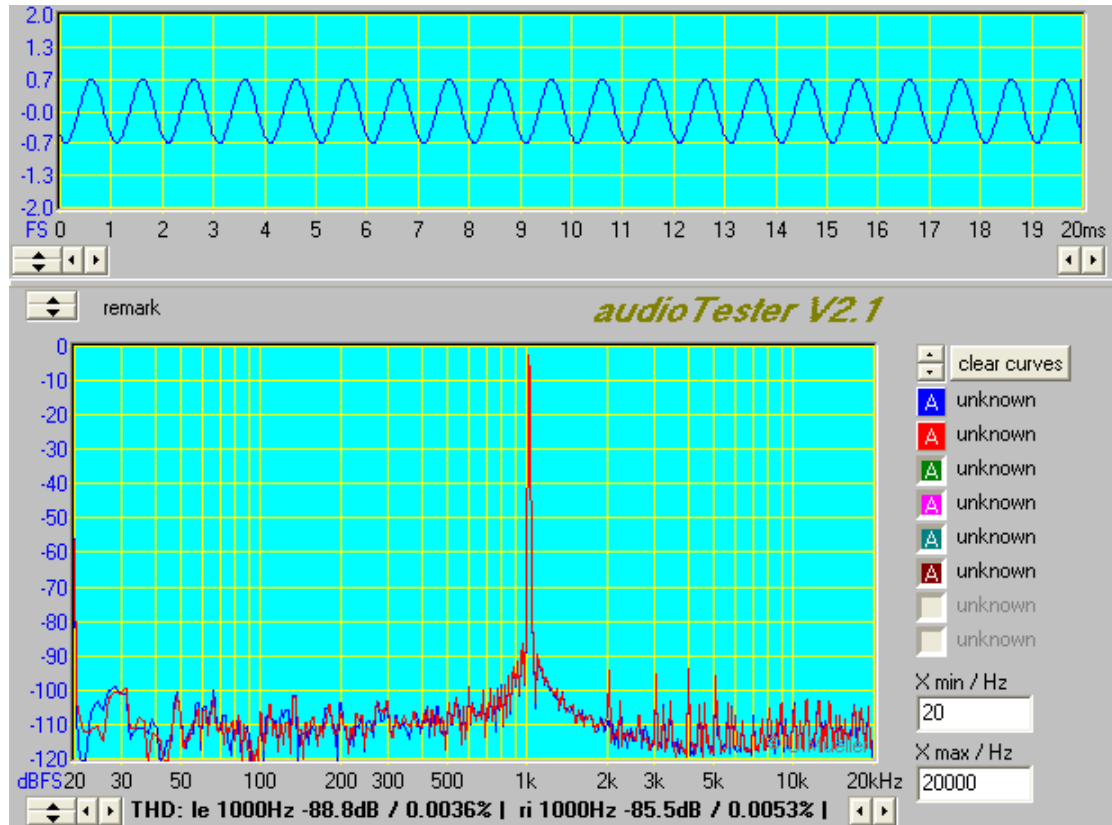 2.0
1.3
0.7
-0.0
-0.7
-1.3
-2.0
FS 0 1 2 3 4 5 6 7 8 9 10 11 12 13 14 15 16 17 18 19 20ms
remark
audioTester V2.1
0
-10
-20
-30
-40
-50
-60
-70
-80
-90
-100
-110
-120
dBFS20 30 50 100 200 300 500 1k 2k 3k 5k 10k 20kHz
clear curves
A unknown
A unknown
A unknown
A unknown
A unknown
A unknown
unknown
unknown
X min / Hz
20
X max / Hz
20000
THD: le 1000Hz -88.8dB / 0.0036% | ri 1000Hz -85.5dB / 0.0053% |